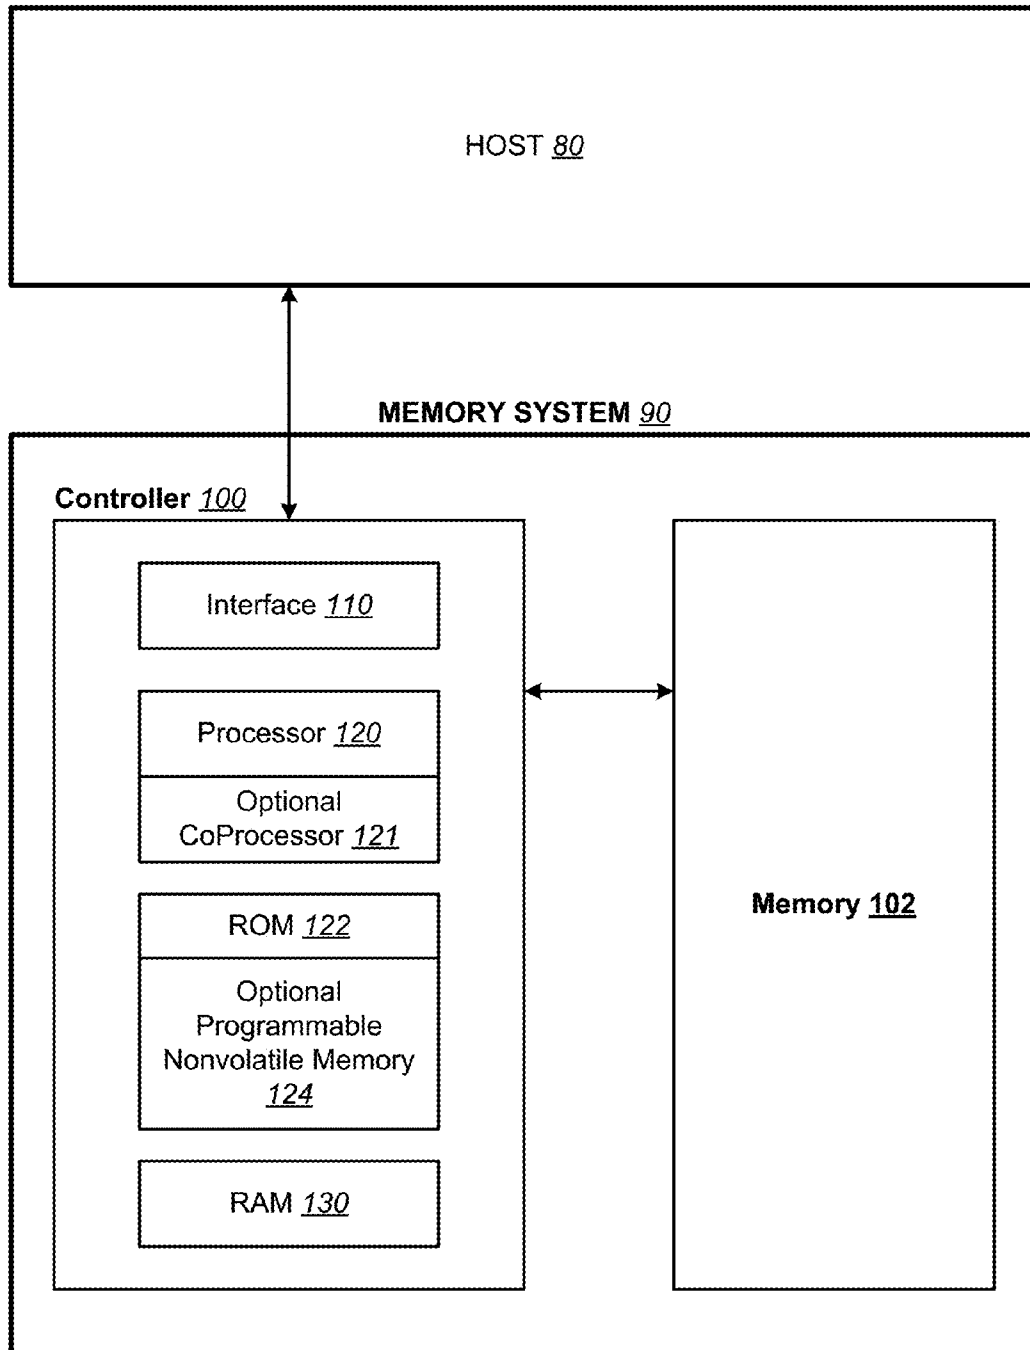 HOST 80
MEMORY SYSTEM 90
Controller 100
Interface 110
Processor 120
Optional
CoProcessor 121
ROM 122
Optional
Programmable
Nonvolatile Memory
124
RAM 130
Memory 102